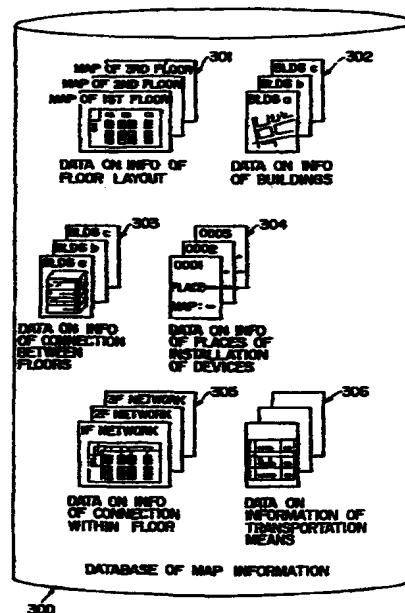 MAP OF 3RD FLOOR
MAP OF 2ND FLOOR
MAP OF 1ST FLOOR
301
DATA ON INFO OF
FLOOR LAYOUT
BLDG c
BLDG b
BLDG a
302
DATA ON INFO
OF BUILDINGS
BLDG c
BLDG b
BLDG a
303
DATA ON INFO
OF CONNECTION
BETWEEN
FLOORS
0003
0002
0001
PLACE
MAP:
304
DATA ON INFO
OF PLACES OF
INSTALLATION
OF DEVICES
3F NETWORK
2F NETWORK
1F NETWORK
305
DATA ON INFO
OF CONNECTION
WITHIN FLOOR
306
DATA ON
INFORMATION OF
TRANSPORTATION
MEANS
DATABASE OF MAP INFORMATION
300